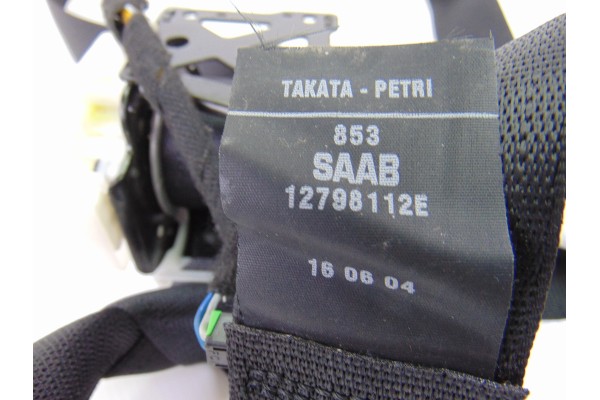 TAKATA - PETRI
853
SAAB
12798112E
16 06 04